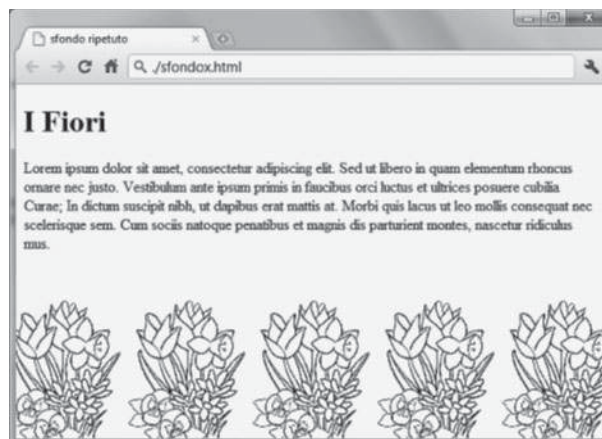 sfondo ripetuto
./sfondox.html
I Fiori
Lorem ipsum dolor sit amet, consectetur adipiscing elit. Sed ut libero in quam elementum rhoncus
ornare nec justo. Vestibulum ante ipsum primis in faucibus orci luctus et ultrices posuere cubilia
Curae; In dictum suscipit nibh, ut dapibus erat mattis at. Morbi quis lacus ut leo mollis consequat nec
scelerisque sem. Cum sociis natoque penatibus et magnis dis parturient montes, nascetur ridiculus
mus.